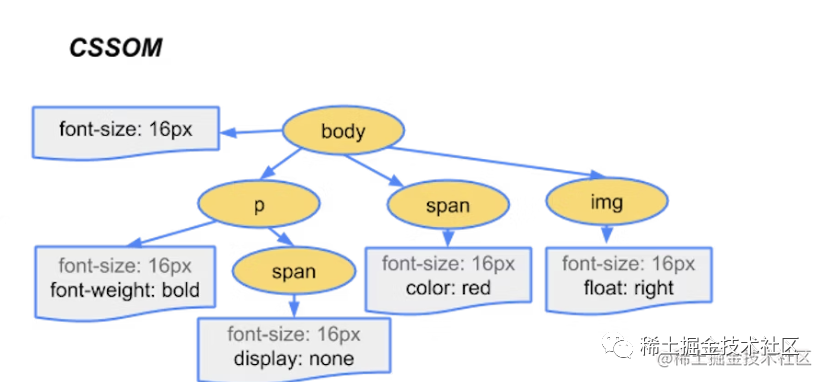 CSSOM
font-size: 16px
body
p
span
img
font-size: 16px
font-weight: bold
span
font-size: 16px
color: red
font-size: 16px
float: right
font-size: 16px
display: none
稀土掘金技术社区
@稀土掘金技术社区